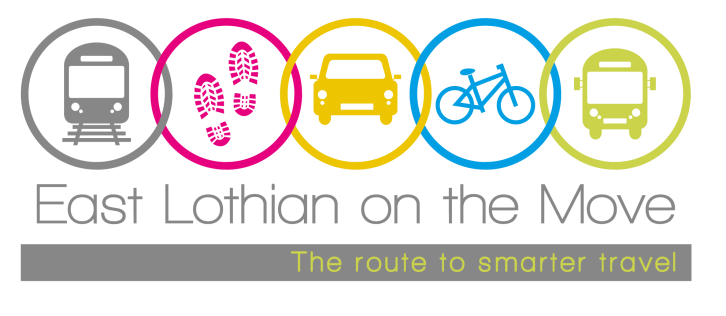 East Lothian on the Move
The route to smarter travel